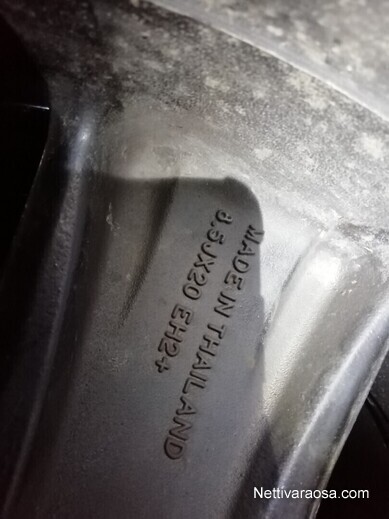 MADE IN THAILAND
8,5JX20 EH2+
Nettivaraosa.com